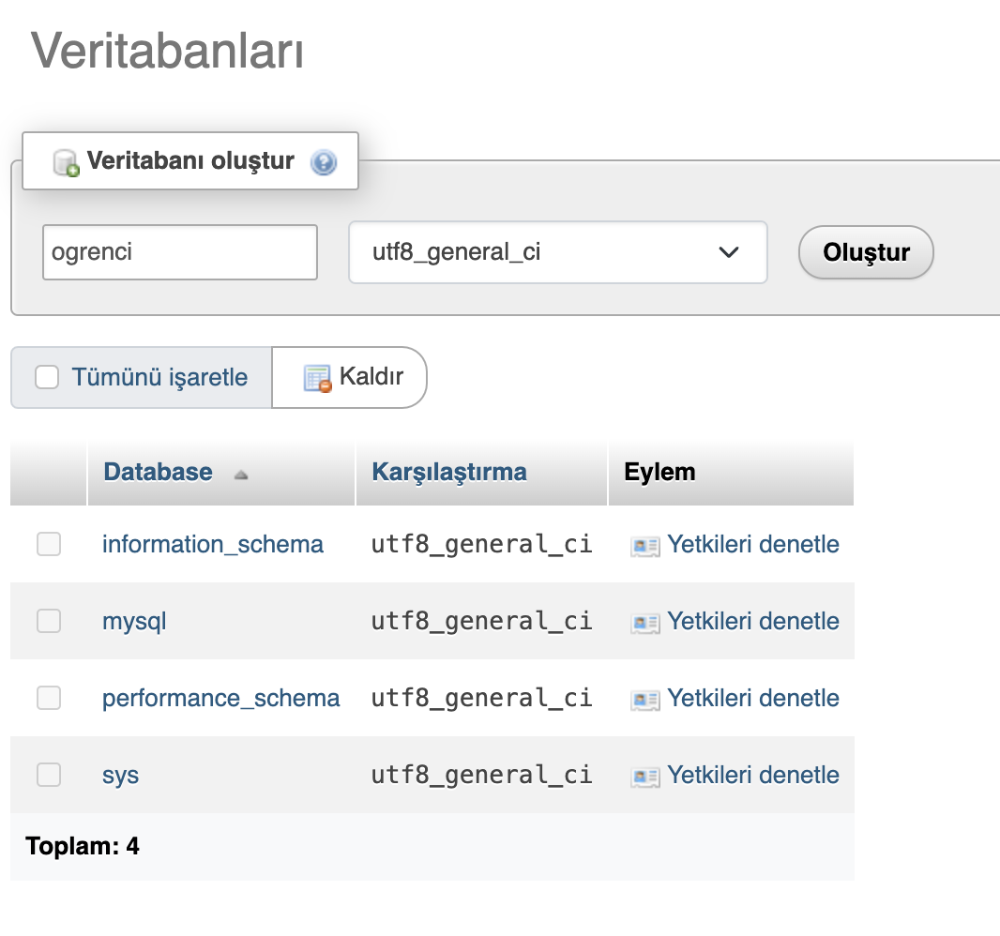 Veritabanları
Veritabanı oluştur
ogrenci utf8_general_ci Oluştur
Tümünü işaretle Kaldır
Database Karşılaştırma Eylem
information_schema utf8_general_ci Yetkileri denetle
mysql utf8_general_ci Yetkileri denetle
performance_schema utf8_general_ci Yetkileri denetle
sys utf8_general_ci Yetkileri denetle
Toplam: 4